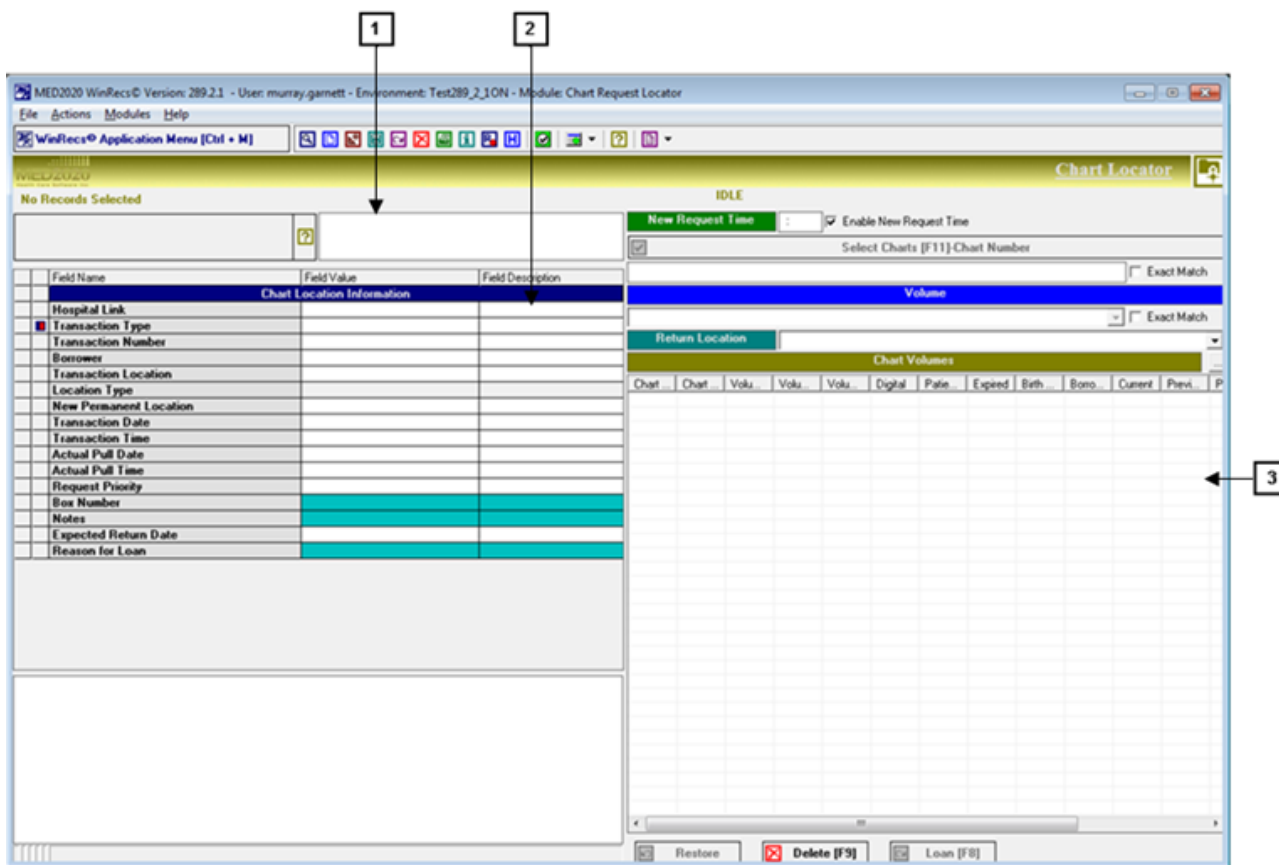 1
2
MED2020 WinRecs© Version: 289.2.1 - User: murray.garnett - Environment: Test289_2_1ON - Module: Chart Request Locator
File Actions Modules Help
WinRecs© Application Menu [Ctrl + M]
MED2020
Chart Locator
No Records Selected
IDLE
New Request Time : Enable New Request Time
Select Charts [F11]-Chart Number
Exact Match
Volume
Exact Match
Return Location
Chart Volumes
Chart ... Chart ... Volu... Volu... Volu... Digital Patie... Expired Birth ... Borro... Current Previ... P
Field Name Field Value Field Description
Chart Location Information
Hospital Link
Transaction Type
Transaction Number
Borrower
Transaction Location
Location Type
New Permanent Location
Transaction Date
Transaction Time
Actual Pull Date
Actual Pull Time
Request Priority
Box Number
Notes
Expected Return Date
Reason for Loan
3
Restore Delete [F9] Loan [F8]